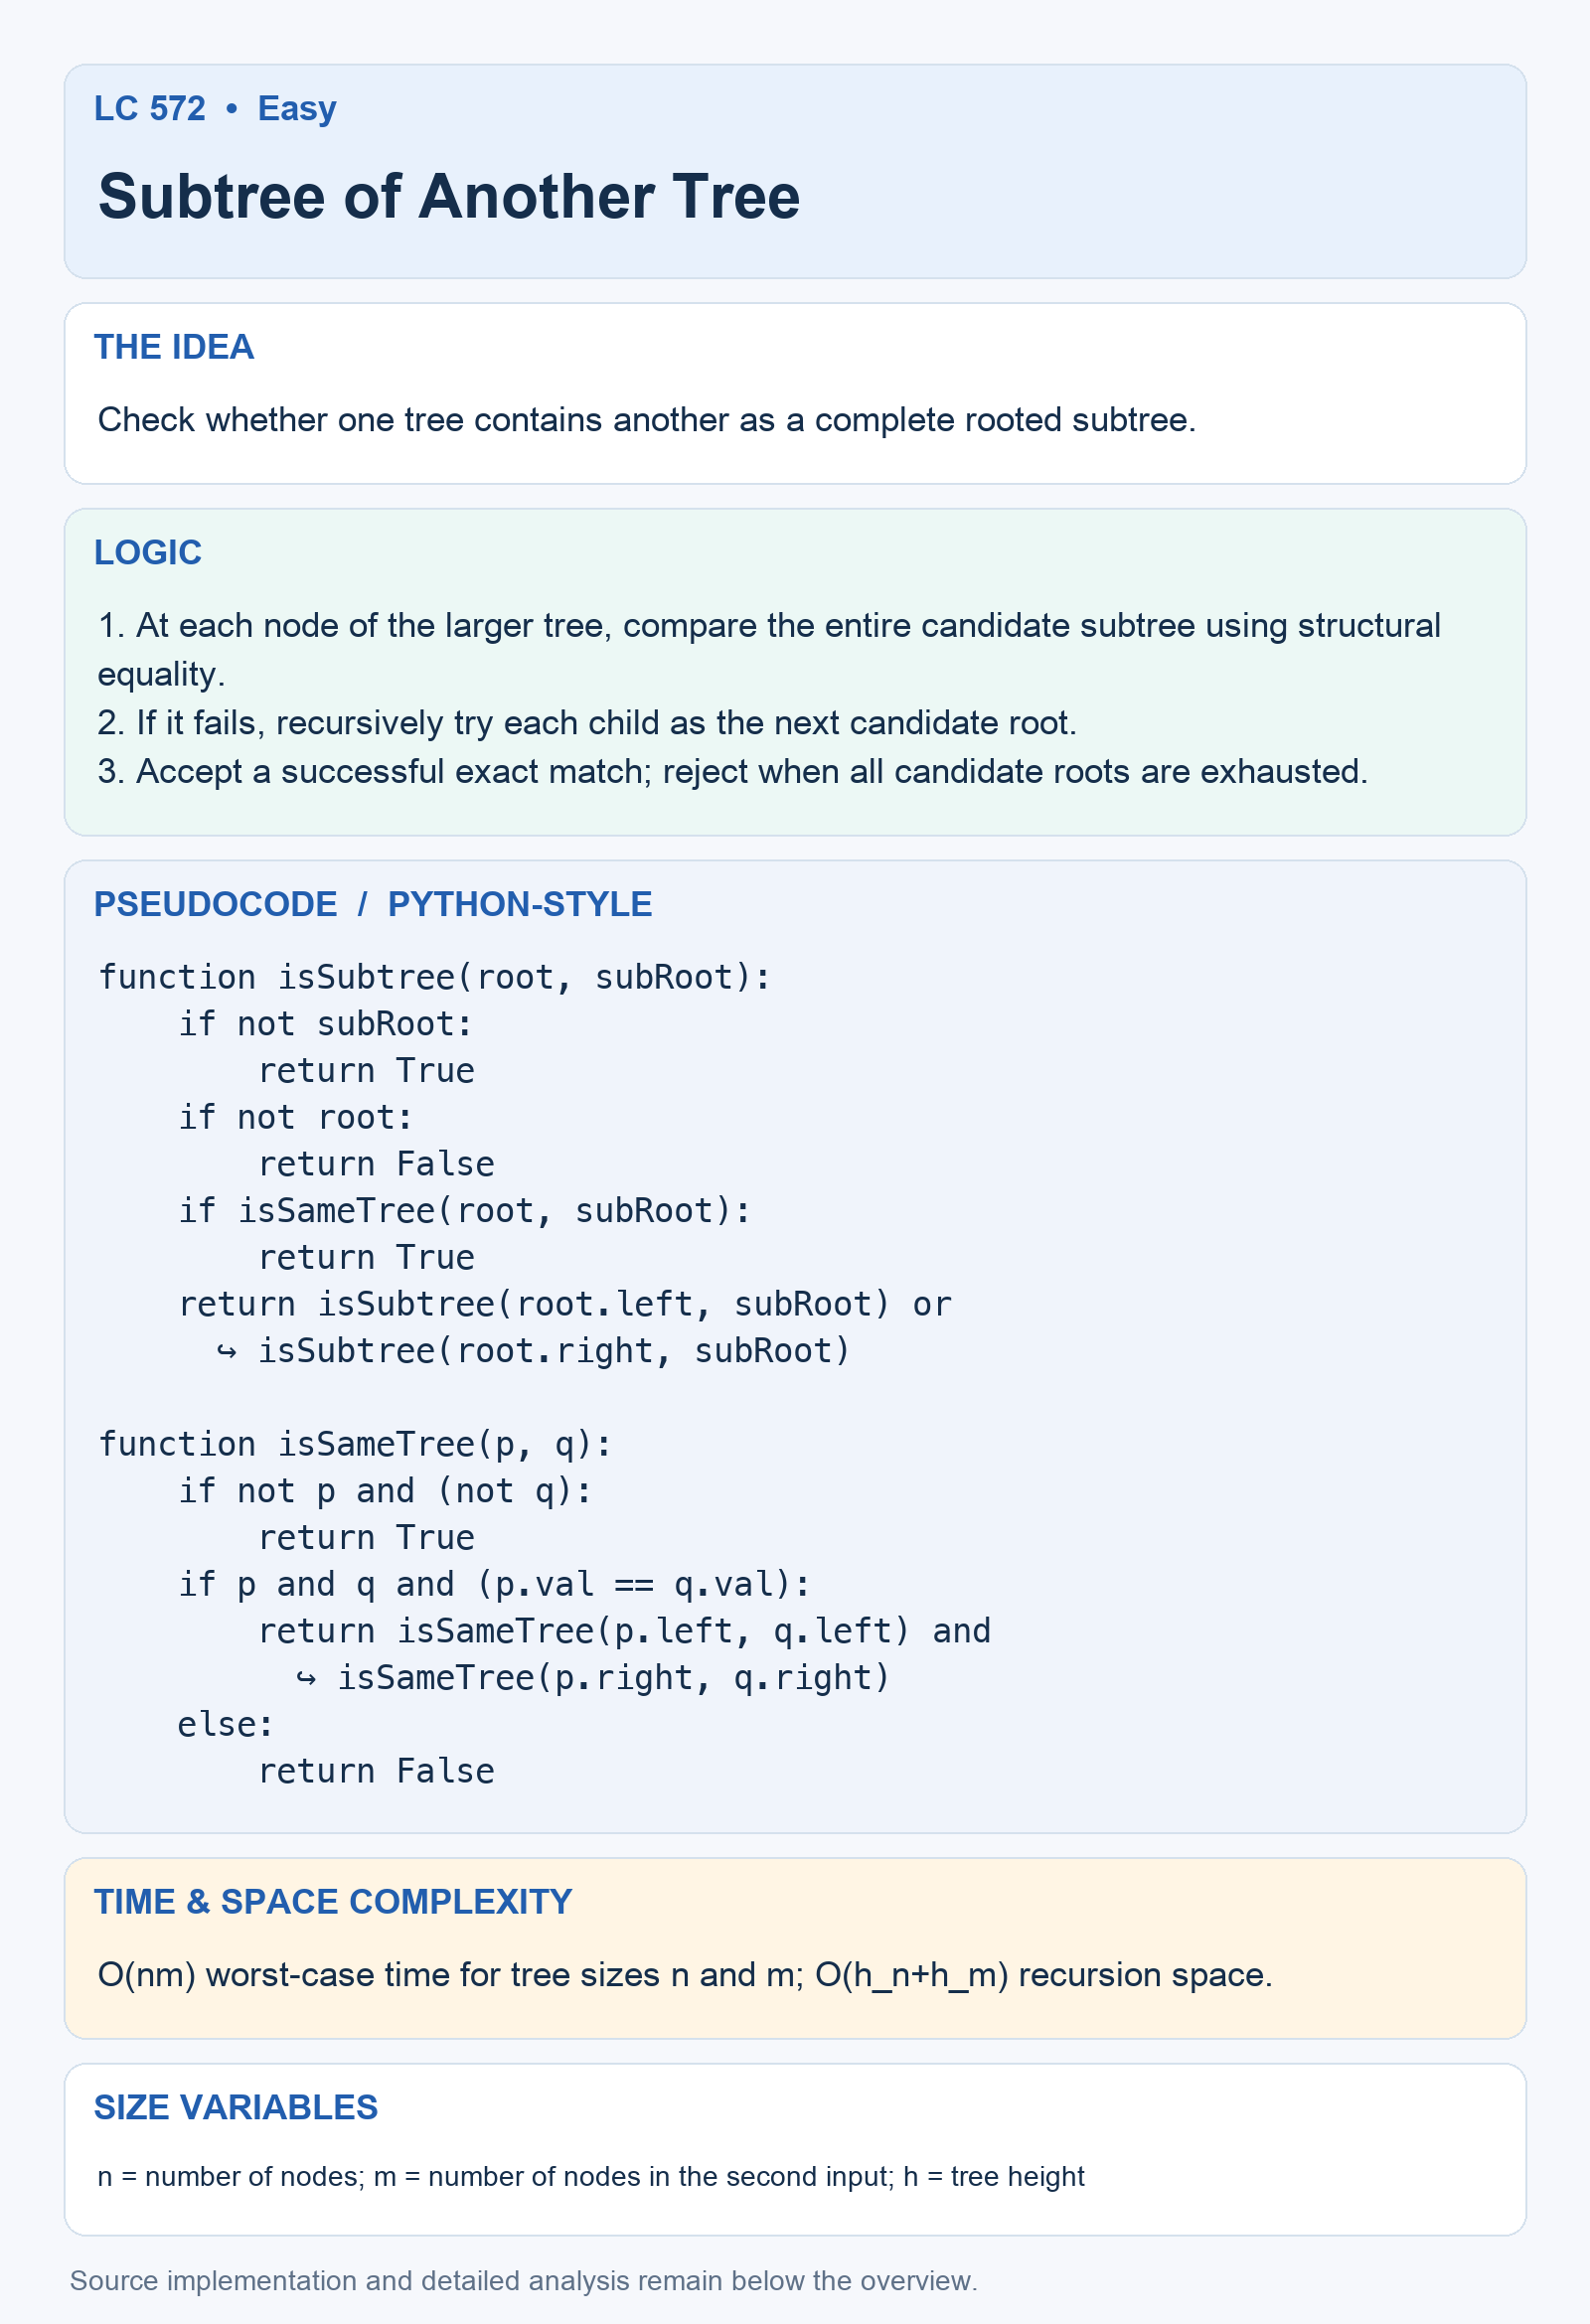 LC 572 • Easy
Subtree of Another Tree
THE IDEA
Check whether one tree contains another as a complete rooted subtree.
LOGIC
1. At each node of the larger tree, compare the entire candidate subtree using structural
equality.
2. If it fails, recursively try each child as the next candidate root.
3. Accept a successful exact match; reject when all candidate roots are exhausted.
PSEUDOCODE / PYTHON-STYLE
function isSubtree(root, subRoot):
    if not subRoot:
        return True
    if not root:
        return False
    if isSameTree(root, subRoot):
        return True
    return isSubtree(root.left, subRoot) or
      ↪ isSubtree(root.right, subRoot)

function isSameTree(p, q):
    if not p and (not q):
        return True
    if p and q and (p.val == q.val):
        return isSameTree(p.left, q.left) and
          ↪ isSameTree(p.right, q.right)
    else:
        return False
TIME & SPACE COMPLEXITY
O(nm) worst-case time for tree sizes n and m; O(h_n+h_m) recursion space.
SIZE VARIABLES
n = number of nodes; m = number of nodes in the second input; h = tree height
Source implementation and detailed analysis remain below the overview.